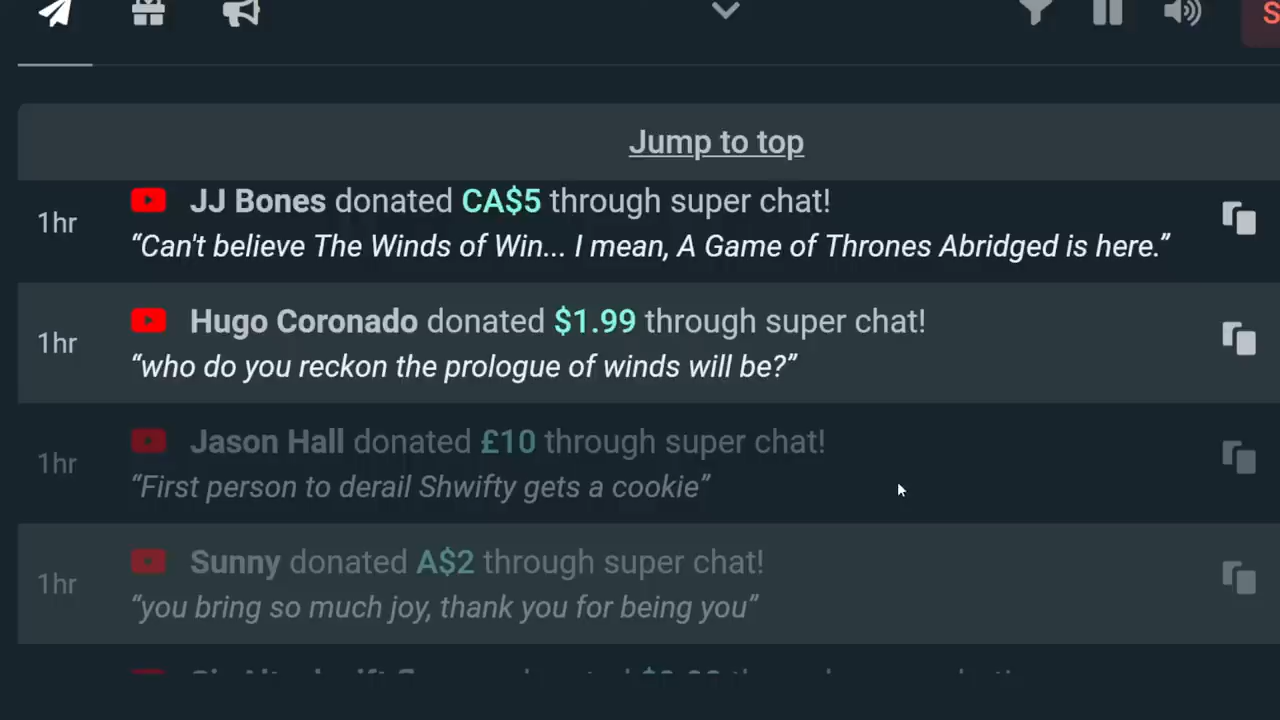 S
Jump to top
JJ Bones donated CA$5 through super chat!
1hr
“Can't believe The Winds of Win... I mean, A Game of Thrones Abridged is here.”
Hugo Coronado donated $1.99 through super chat!
1hr
“who do you reckon the prologue of winds will be?”
Jason Hall donated £10 through super chat!
1hr
“First person to derail Shwifty gets a cookie”
Sunny donated A$2 through super chat!
1hr
“you bring so much joy, thank you for being you”